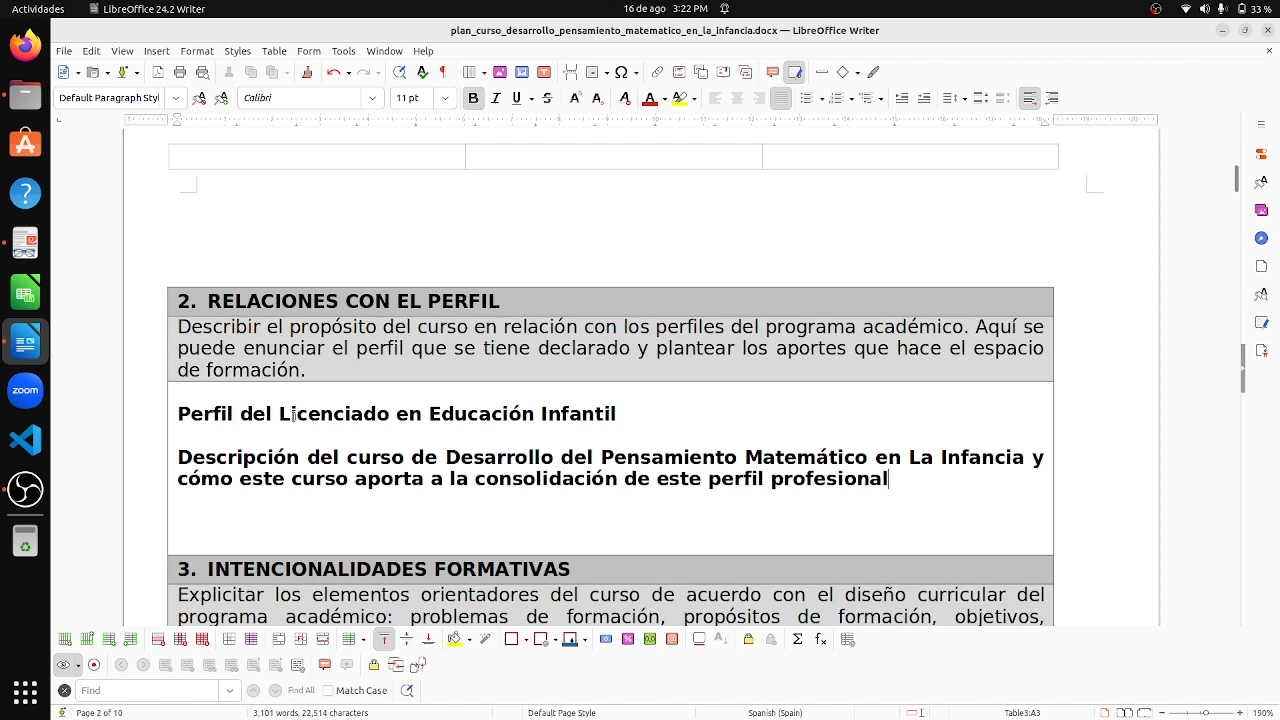 Actividades
LibreOffice 24.2 Writer
16 de ago 3:22 PM
33 %
plan_curso_desarrollo_pensamiento_matematico_en_la_infancia.docx — LibreOffice Writer
File Edit View Insert Format Styles Table Form Tools Window Help
Default Paragraph Styl
Calibri
11 pt
2. RELACIONES CON EL PERFIL
Describir el propósito del curso en relación con los perfiles del programa académico. Aquí se
puede enunciar el perfil que se tiene declarado y plantear los aportes que hace el espacio
de formación.
Perfil del Licenciado en Educación Infantil
Descripción del curso de Desarrollo del Pensamiento Matemático en La Infancia y
cómo este curso aporta a la consolidación de este perfil profesional
3. INTENCIONALIDADES FORMATIVAS
Explicitar los elementos orientadores del curso de acuerdo con el diseño curricular del
programa académico: problemas de formación, propósitos de formación, objetivos,
zoom
Find
Find All
Match Case
Page 2 of 10
3,101 words, 22,514 characters
Default Page Style
Spanish (Spain)
Table3:A3
190%